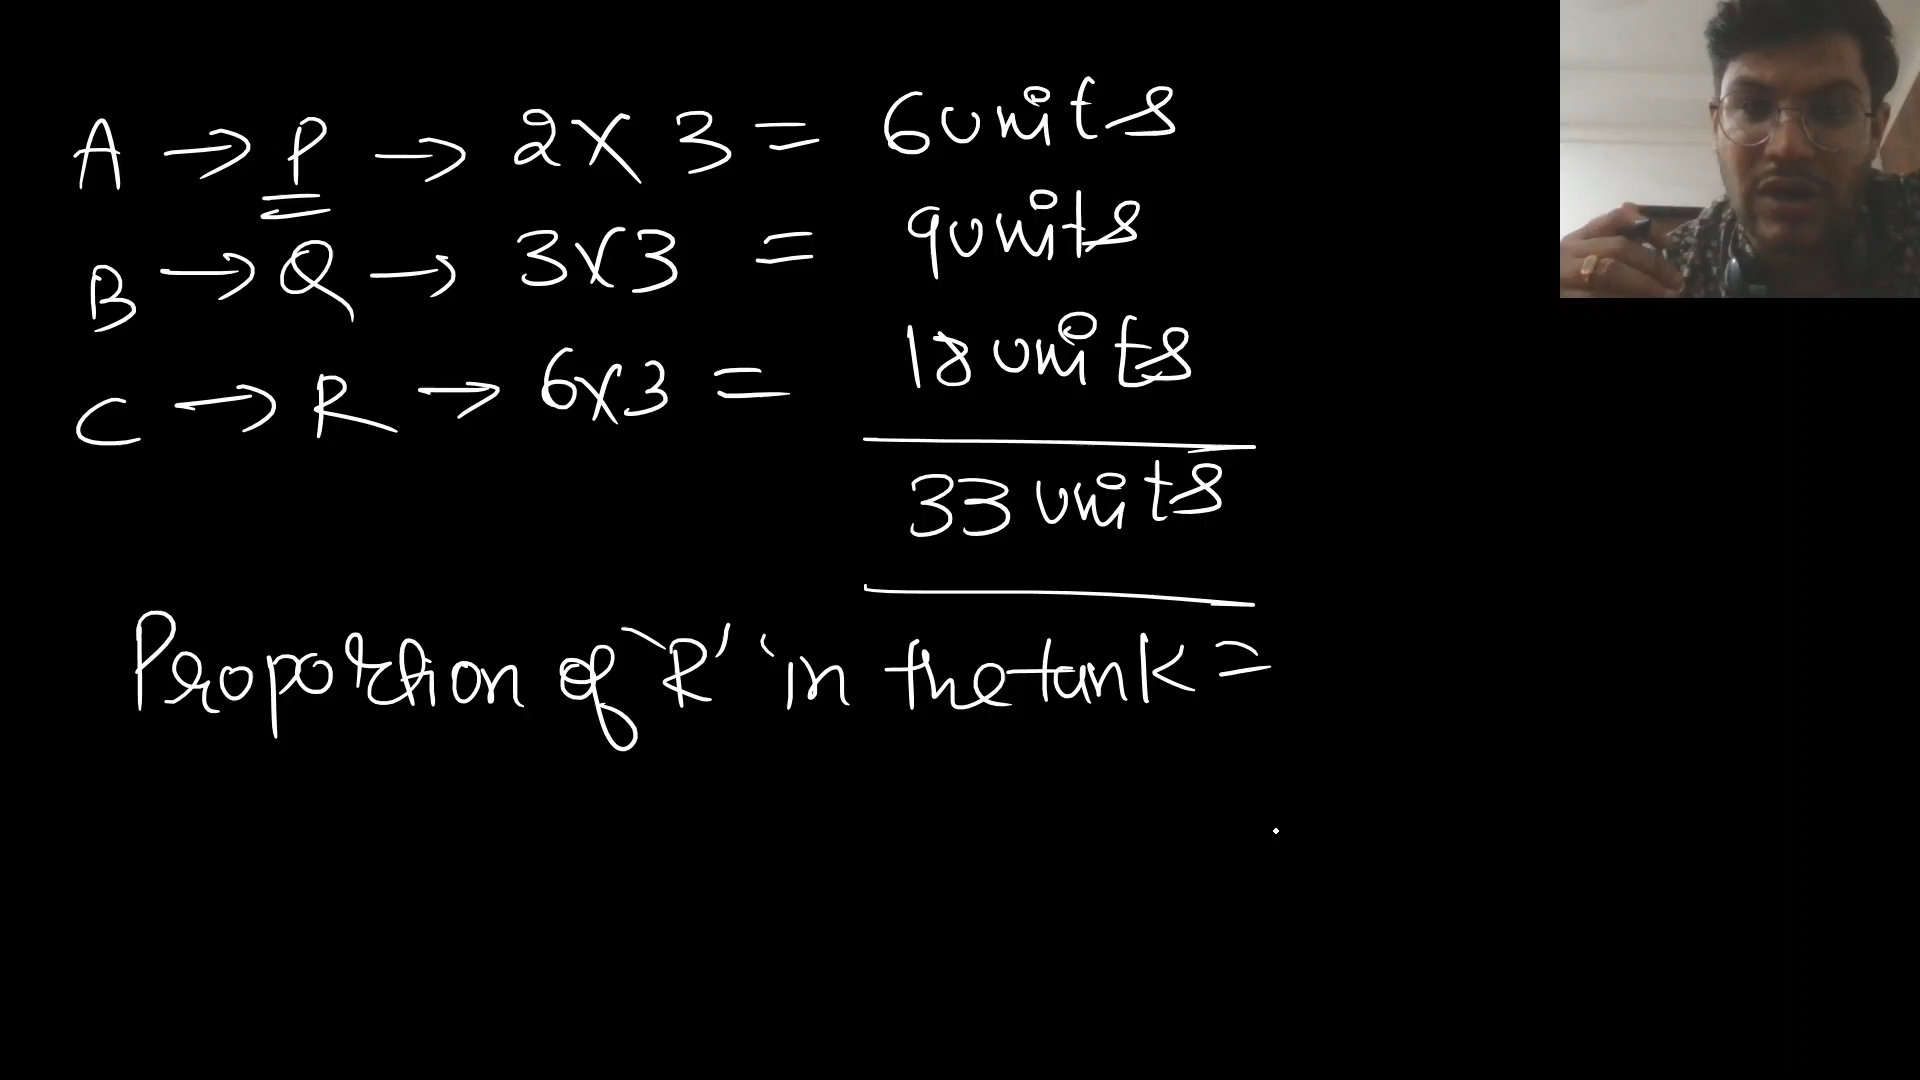 A → P → 2 X 3 = 6 units
B → Q → 3 X 3 = 9 units
C → R → 6 X 3 = 18 units
33 units
Proportion of 'R' in the tank =